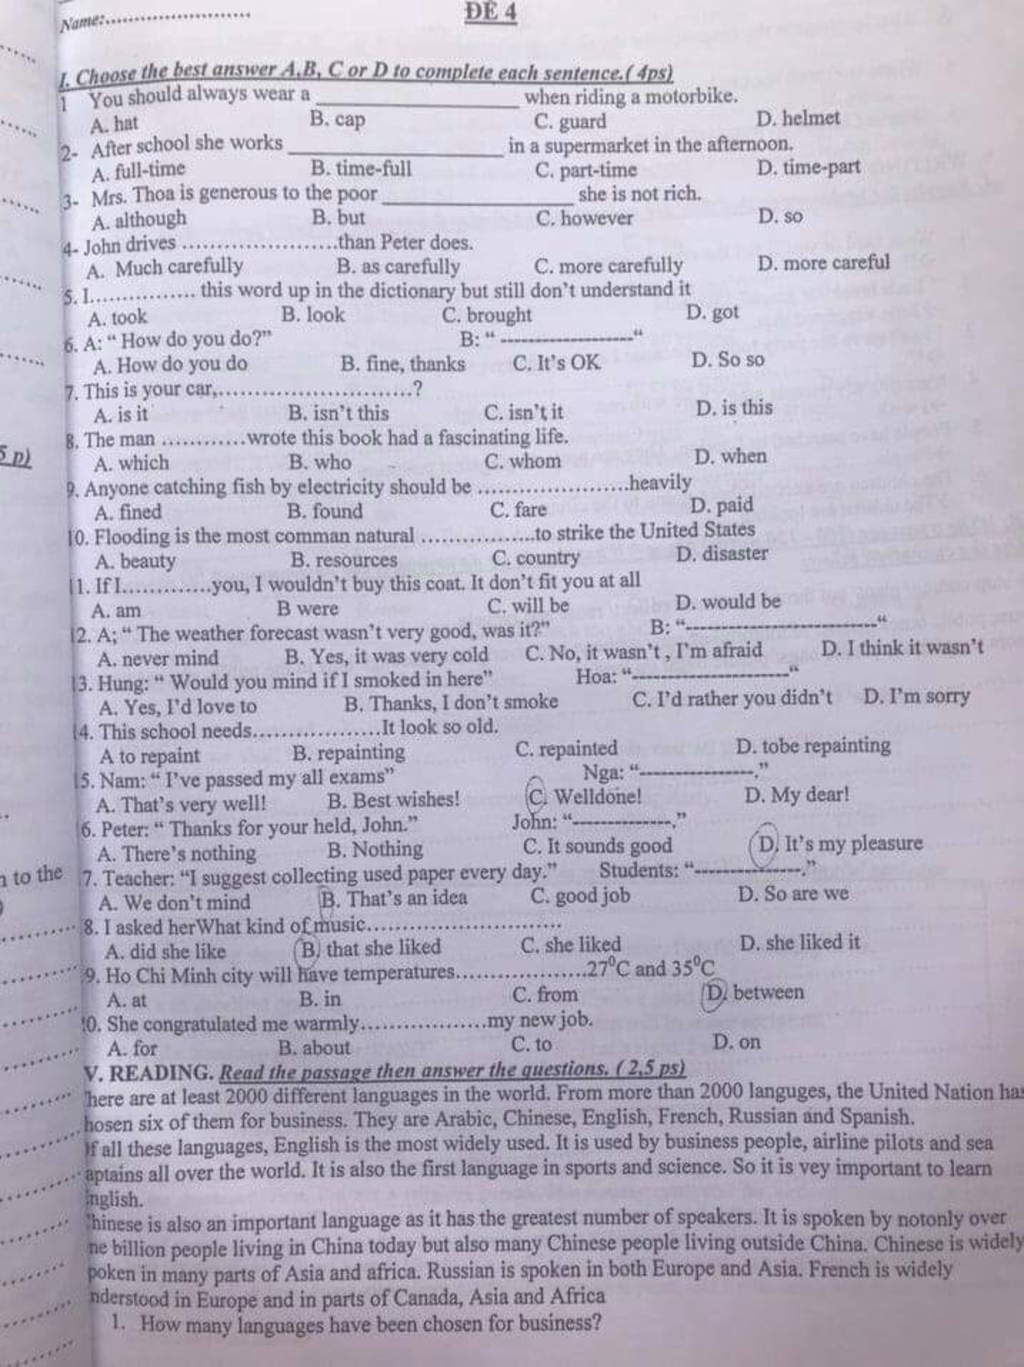 Name:....................
ĐỀ 4
I. Choose the best answer A,B, C or D to complete each sentence.( 4ps)
1 You should always wear a ____________________ when riding a motorbike.
A. hat B. cap C. guard D. helmet
2- After school she works ____________________ in a supermarket in the afternoon.
A. full-time B. time-full C. part-time D. time-part
3- Mrs. Thoa is generous to the poor ____________________ she is not rich.
A. although B. but C. however D. so
4- John drives .....................than Peter does.
A. Much carefully B. as carefully C. more carefully D. more careful
5. I............... this word up in the dictionary but still don't understand it
A. took B. look C. brought D. got
6. A: “ How do you do?” B: “ -------------------“
A. How do you do B. fine, thanks C. It's OK D. So so
7. This is your car,..........................?
A. is it B. isn't this C. isn't it D. is this
8. The man ............wrote this book had a fascinating life.
5 p)
A. which B. who C. whom D. when
9. Anyone catching fish by electricity should be .....................heavily
A. fined B. found C. fare D. paid
10. Flooding is the most comman natural ................to strike the United States
A. beauty B. resources C. country D. disaster
11. If I.............you, I wouldn't buy this coat. It don't fit you at all
A. am B were C. will be D. would be
12. A; “ The weather forecast wasn't very good, was it?” B: “---------------------------“
A. never mind B. Yes, it was very cold C. No, it wasn't , I'm afraid D. I think it wasn't
13. Hung: “ Would you mind if I smoked in here” Hoa: “----------------------“
A. Yes, I'd love to B. Thanks, I don't smoke C. I'd rather you didn't D. I'm sorry
14. This school needs..................It look so old.
A to repaint B. repainting C. repainted D. tobe repainting
15. Nam: “ I've passed my all exams” Nga: “----------------.”
A. That's very well! B. Best wishes! C. Welldone! D. My dear!
6. Peter: “ Thanks for your held, John.” John: “--------------.”
A. There's nothing B. Nothing C. It sounds good D. It's my pleasure
to the
7. Teacher: “I suggest collecting used paper every day.” Students: “---------------.”
A. We don't mind B. That's an idea C. good job D. So are we
8. I asked herWhat kind of music..........................
A. did she like B) that she liked C. she liked D. she liked it
9. Ho Chi Minh city will have temperatures..................27⁰C and 35⁰C
A. at B. in C. from D. between
0. She congratulated me warmly.................my new job.
A. for B. about C. to D. on
V. READING. Read the passage then answer the questions. ( 2,5 ps)
here are at least 2000 different languages in the world. From more than 2000 languges, the United Nation has
hosen six of them for business. They are Arabic, Chinese, English, French, Russian and Spanish.
f all these languages, English is the most widely used. It is used by business people, airline pilots and sea
aptains all over the world. It is also the first language in sports and science. So it is vey important to learn
nglish.
hinese is also an important language as it has the greatest number of speakers. It is spoken by notonly over
ne billion people living in China today but also many Chinese people living outside China. Chinese is widely
poken in many parts of Asia and africa. Russian is spoken in both Europe and Asia. French is widely
nderstood in Europe and in parts of Canada, Asia and Africa
1. How many languages have been chosen for business?